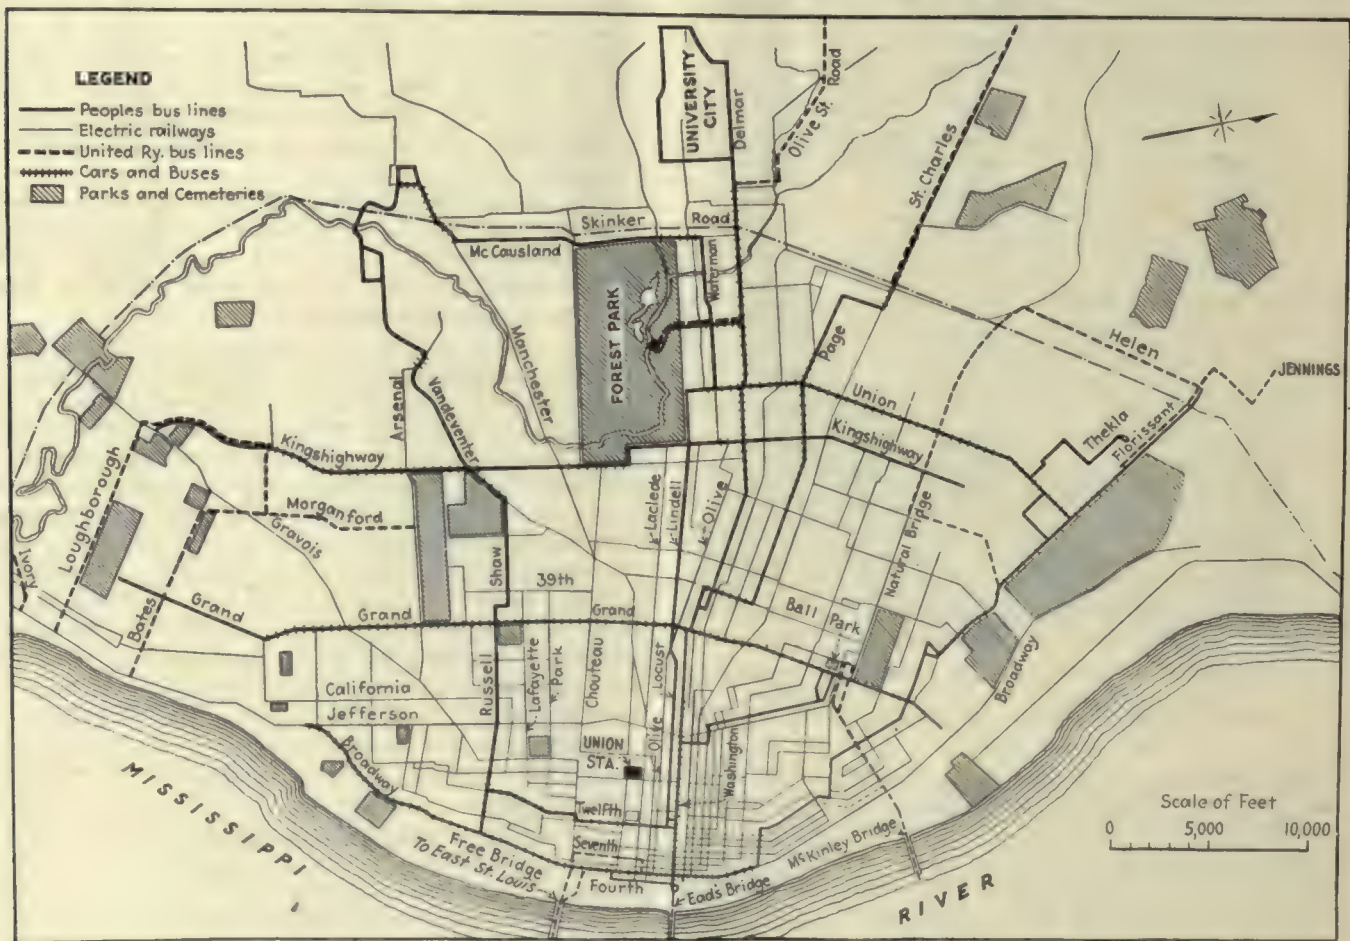 LEGEND
Peoples bus lines
Electric railways
United Ry. bus lines
Cars and Buses
Parks and Cemeteries
UNIVERSITY
CITY
Delmar
Olive St.
Road
St. Charles
Skinker
Road
McCausland
Waterman
FOREST PARK
Manchester
Page
Helen
JENNINGS
Arsenal
Vandeventer
Union
Kingshighway
Kingshighway
Thekla
Florissant
Loughborough
Morganford
Gravois
Laclede
Lindell
Olive
Natural Bridge
Ivory
Bates
Shaw
39th
Grand
Grand
Grand
Ball Park
Broadway
Russell
Lafayette
Park
Chouteau
Locust
California
Jefferson
Broadway
UNION
STA.
Olive
Washington
Twelfth
Seventh
Scale of Feet
0 5,000 10,000
MISSISSIPPI
Free Bridge
To East St. Louis
Fourth
Ead's Bridge
McKinley Bridge
RIVER